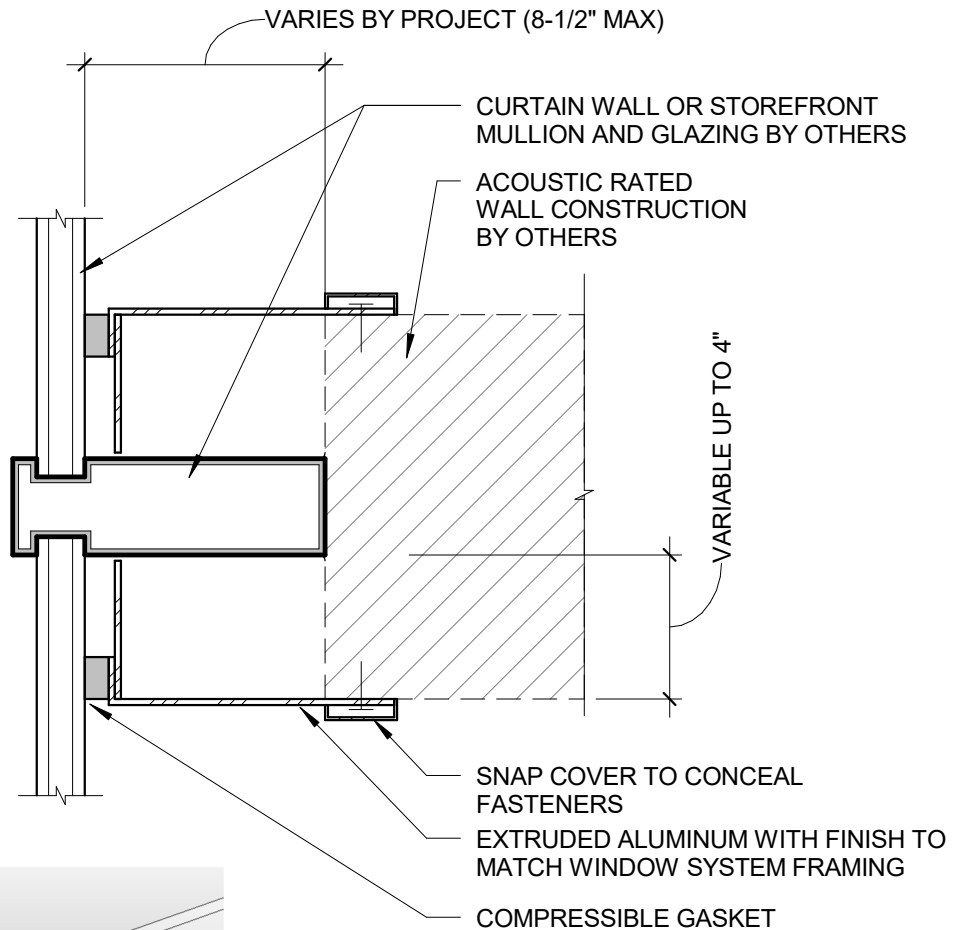 VARIES BY PROJECT (8-1/2" MAX)
CURTAIN WALL OR STOREFRONT
MULLION AND GLAZING BY OTHERS
ACOUSTIC RATED
WALL CONSTRUCTION
BY OTHERS
VARIABLE UP TO 4"
SNAP COVER TO CONCEAL
FASTENERS
EXTRUDED ALUMINUM WITH FINISH TO
MATCH WINDOW SYSTEM FRAMING
COMPRESSIBLE GASKET